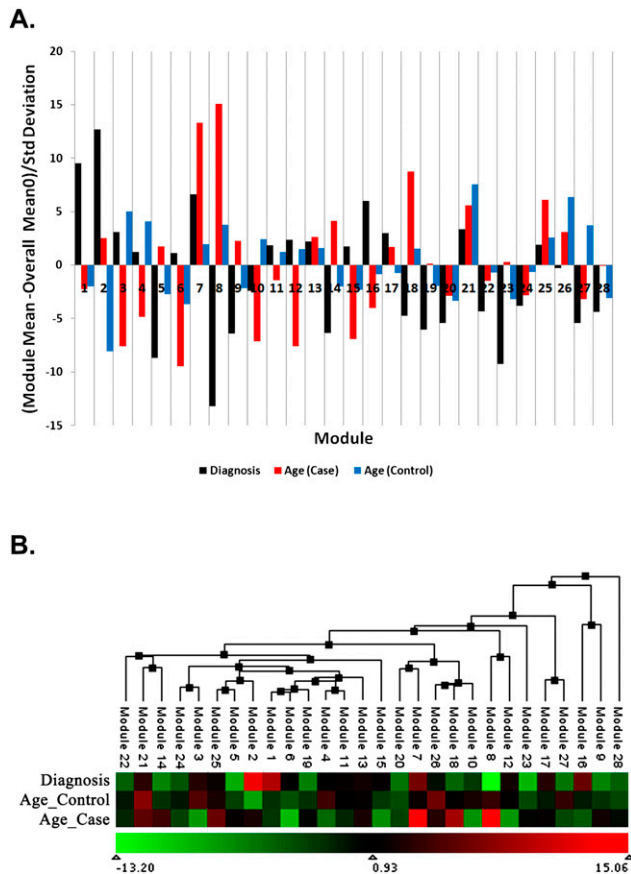 A.
(Module Mean -Overall Mean0)/Std Deviation
20
15
10
5
0
-5
-10
-15
1 2 3 4 5 6 7 8 9 10 11 12 13 14 15 16 17 18 19 20 21 22 23 24 25 26 27 28
Module
Diagnosis Age (Case) Age (Control)
B.
Module 22
Module 21
Module 14
Module 24
Module 3
Module 25
Module 5
Module 2
Module 1
Module 6
Module 19
Module 4
Module 11
Module 13
Module 15
Module 20
Module 7
Module 26
Module 18
Module 10
Module 8
Module 12
Module 23
Module 17
Module 27
Module 16
Module 9
Module 28
Diagnosis
Age_Control
Age_Case
-13.20 0.93 15.06